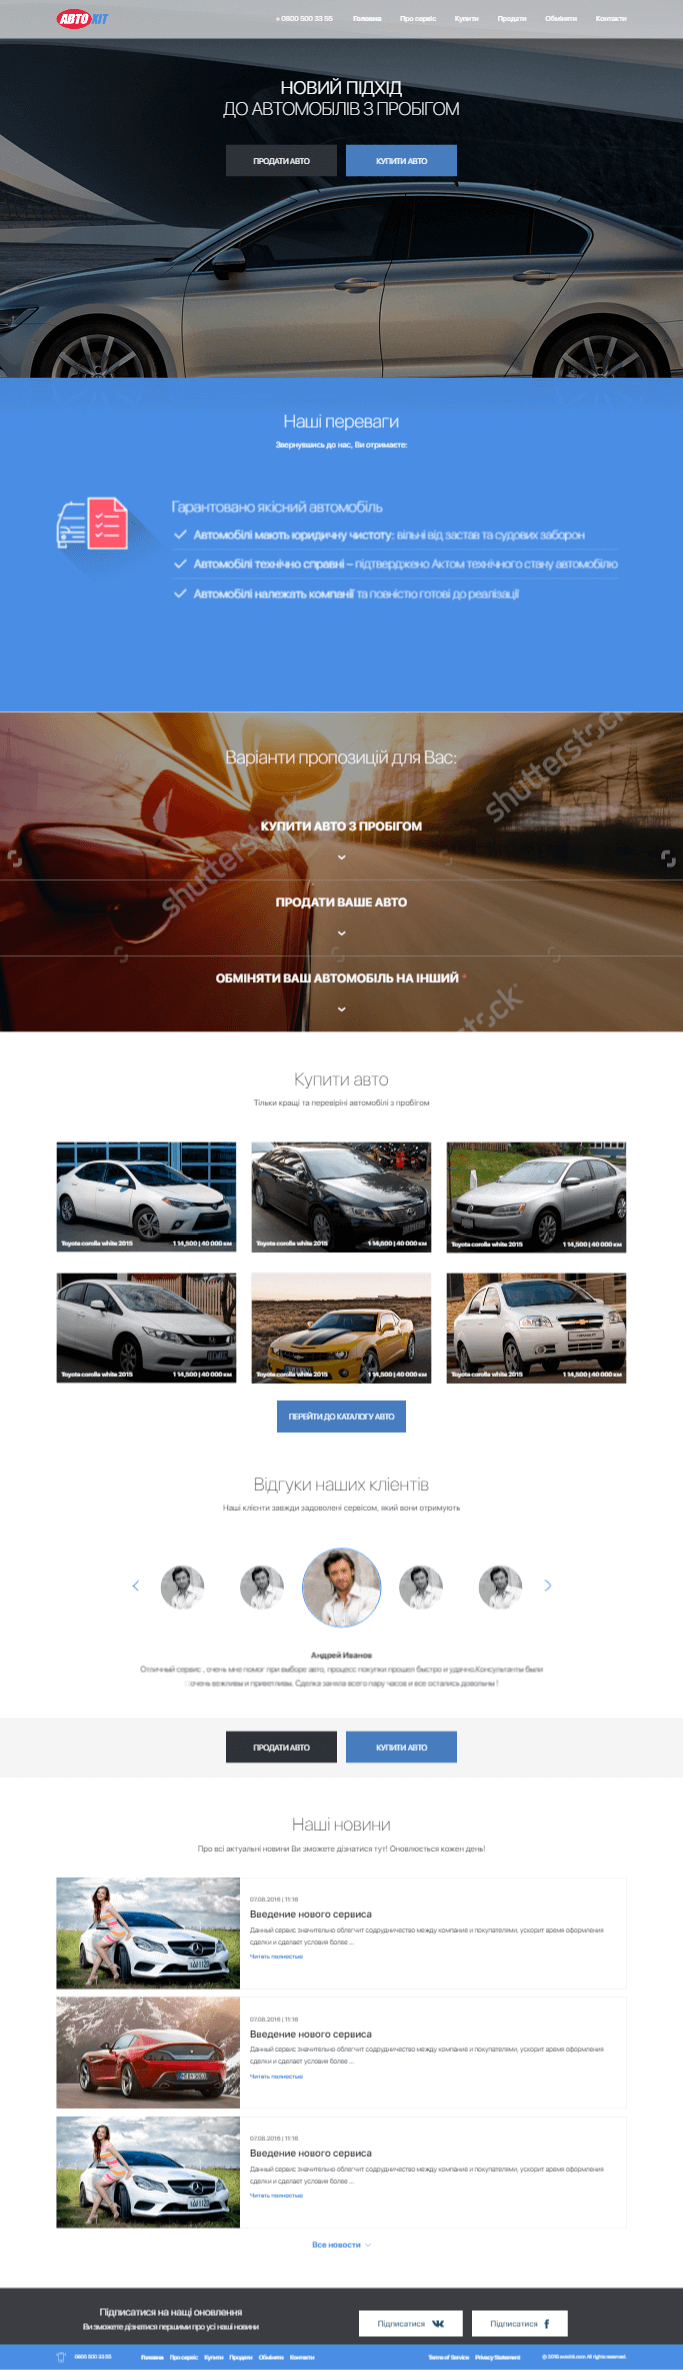 АВТО ХІТ
0800 500 33 55
Головна
Про сервіс
Купити
Продати
Обміняти
Контакти
НОВИЙ ПІДХІД
ДО АВТОМОБІЛІВ З ПРОБІГОМ
ПРОДАТИ АВТО
КУПИТИ АВТО
Наші переваги
Звернувшись до нас, Ви отримаєте:
Гарантовано якісний автомобіль
Автомобілі мають юридичну чистоту: вільні від застав та судових заборон
Автомобілі технічно справні – підтверджено Актом технічного стану автомобілю
Автомобілі належать компанії та повністю готові до реалізації
shutterstock
Варіанти пропозицій для Вас:
КУПИТИ АВТО З ПРОБІГОМ
shutterstock
ПРОДАТИ ВАШЕ АВТО
ОБМІНЯТИ ВАШ АВТОМОБІЛЬ НА ІНШИЙ *
Купити авто
Тільки кращі та перевіріні автомобілі з пробігом
Toyota corolla white 2015
1 14,500 | 40 000 км
Toyota corolla white 2015
1 14,500 | 40 000 км
Toyota corolla white 2015
1 14,500 | 40 000 км
Toyota corolla white 2015
1 14,500 | 40 000 км
Toyota corolla white 2015
1 14,500 | 40 000 км
Toyota corolla white 2015
1 14,500 | 40 000 км
ПЕРЕЙТИ ДО КАТАЛОГУ АВТО
Відгуки наших клієнтів
Наші клієнти завжди задоволені сервісом, який вони отримують
Андрей Иванов
Отличный сервис , очень мне помог при выборе авто, процесс покупки прошел быстро и удачно.Консультанты были
очень вежливы и приветливы. Сделка заняла всего пару часов и все остались довольны !
ПРОДАТИ АВТО
КУПИТИ АВТО
Наші новини
Про всі актуальні новини Ви зможете дізнатися тут! Оновлюється кожен день!
07.08.2016 | 11:16
Введение нового сервиса
Данный сервис значительно облегчит содрудничество между компание и покупателями, ускорит время оформления
сделки и сделает условия более ...
Читать полностью
07.08.2016 | 11:16
Введение нового сервиса
Данный сервис значительно облегчит содрудничество между компание и покупателями, ускорит время оформления
сделки и сделает условия более ...
Читать полностью
07.08.2016 | 11:16
Введение нового сервиса
Данный сервис значительно облегчит содрудничество между компание и покупателями, ускорит время оформления
сделки и сделает условия более ...
Читать полностью
Все новости
Підписатися на нащі оновлення
Ви зможете дізнатися першими про усі наші новини
Підписатися
Підписатися
0800 500 33 55
Головна
Про сервіс
Купити
Продати
Обміняти
Контакти
Terms of Service
Privacy Statement
© 2016 avtohit.com All rights reserved.